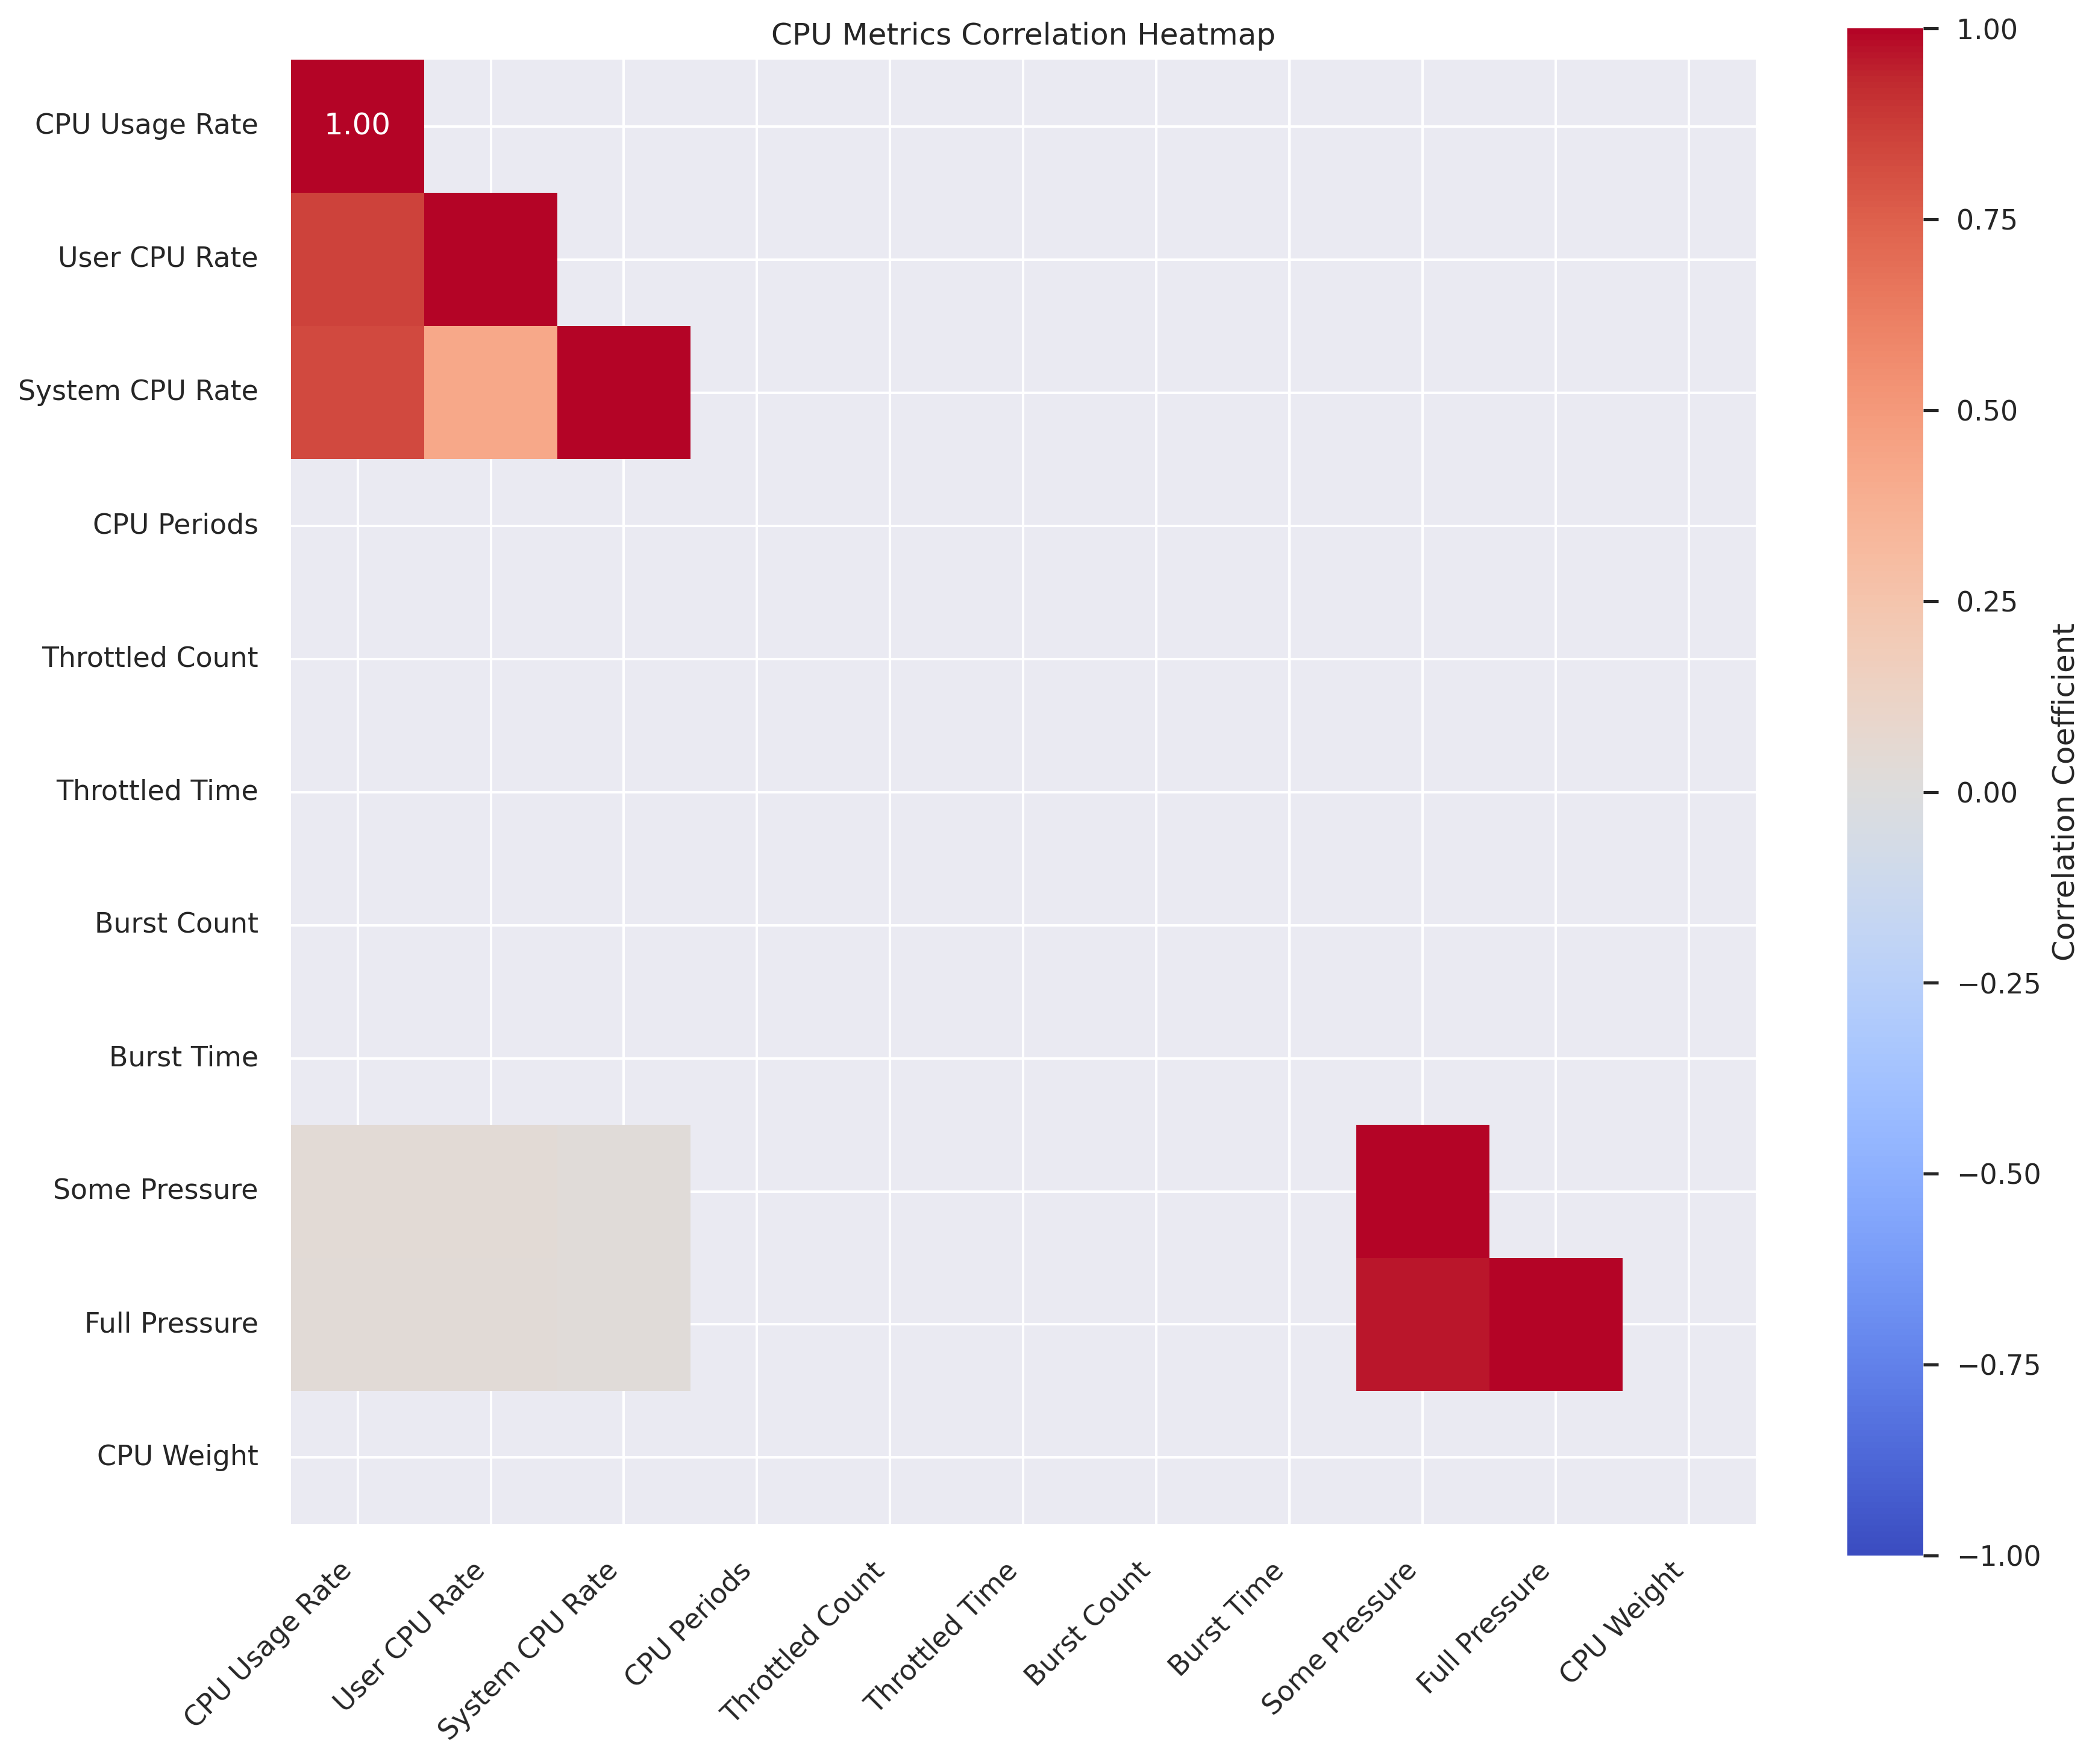 CPU Metrics Correlation Heatmap
CPU Usage Rate
User CPU Rate
System CPU Rate
CPU Periods
Throttled Count
Throttled Time
Burst Count
Burst Time
Some Pressure
Full Pressure
CPU Weight
1.00
CPU Usage Rate
User CPU Rate
System CPU Rate
CPU Periods
Throttled Count
Throttled Time
Burst Count
Burst Time
Some Pressure
Full Pressure
CPU Weight
1.00
0.75
0.50
0.25
0.00
−0.25
−0.50
−0.75
−1.00
Correlation Coefficient